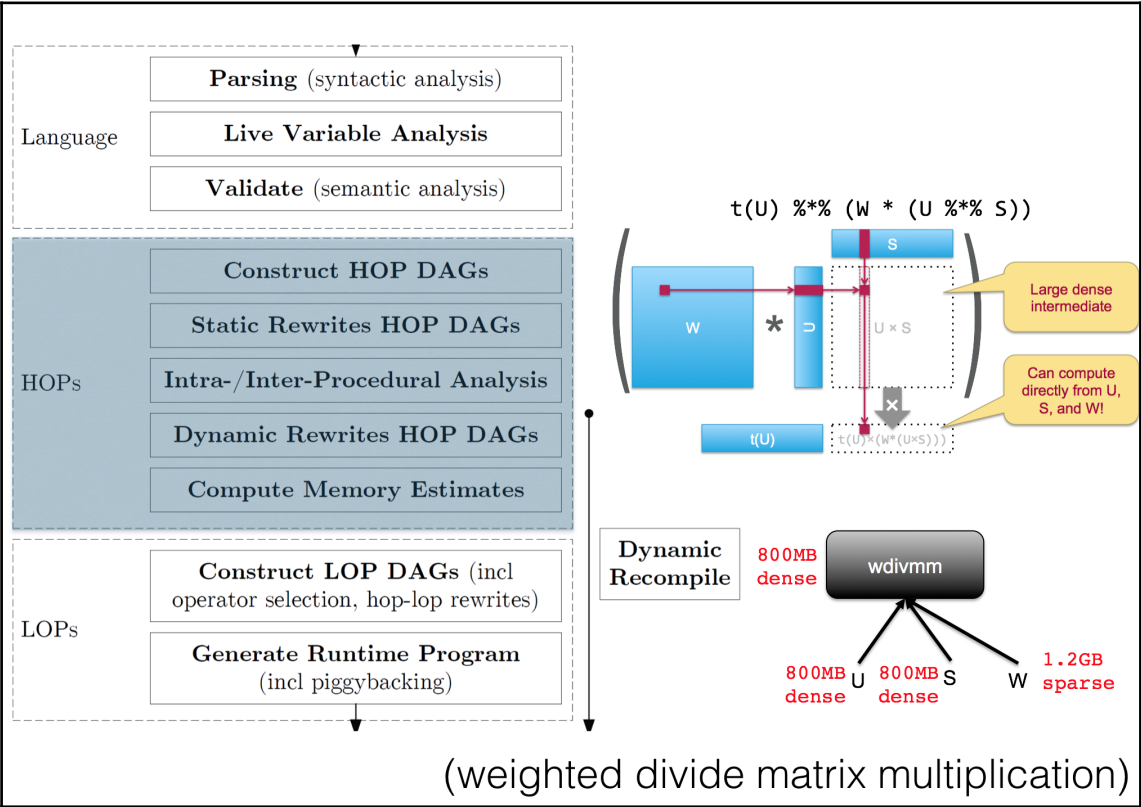 Language
Parsing (syntactic analysis)
Live Variable Analysis
Validate (semantic analysis)
HOPs
Construct HOP DAGs
Static Rewrites HOP DAGs
Intra-/Inter-Procedural Analysis
Dynamic Rewrites HOP DAGs
Compute Memory Estimates
LOPs
Construct LOP DAGs (incl
operator selection, hop-lop rewrites)
Generate Runtime Program
(incl piggybacking)
Dynamic
Recompile
t(U) %*% (W * (U %*% S))
S
W
*
U
U × S
Large dense
intermediate
×
Can compute
directly from U,
S, and W!
t(U)
t(U)×(W*(U×S)))
800MB
dense
wdivmm
800MB
dense
U
800MB
dense
S
W
1.2GB
sparse
(weighted divide matrix multiplication)